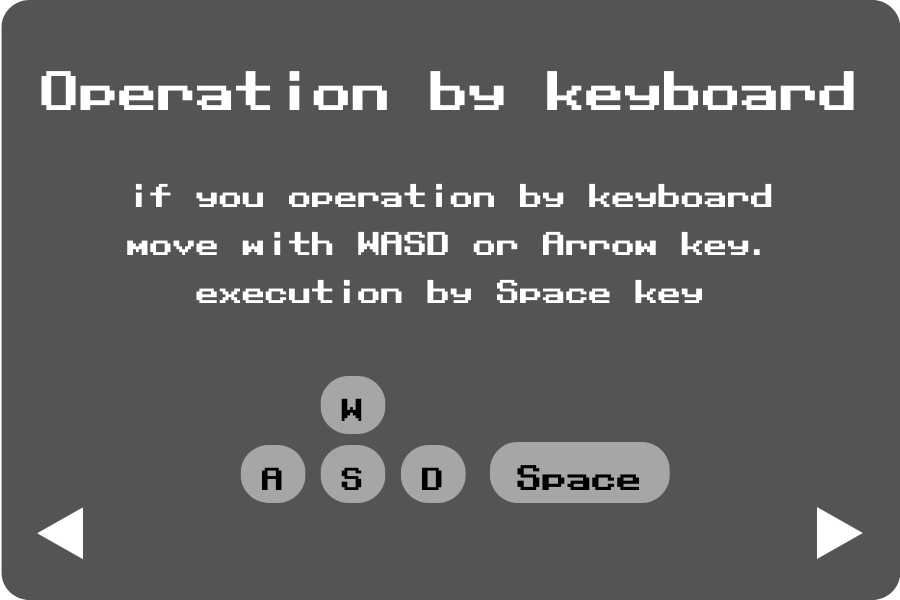 Operation by keyboard
if you operation by keyboard
move with WASD or Arrow key.
execution by Space key
W
A S D Space